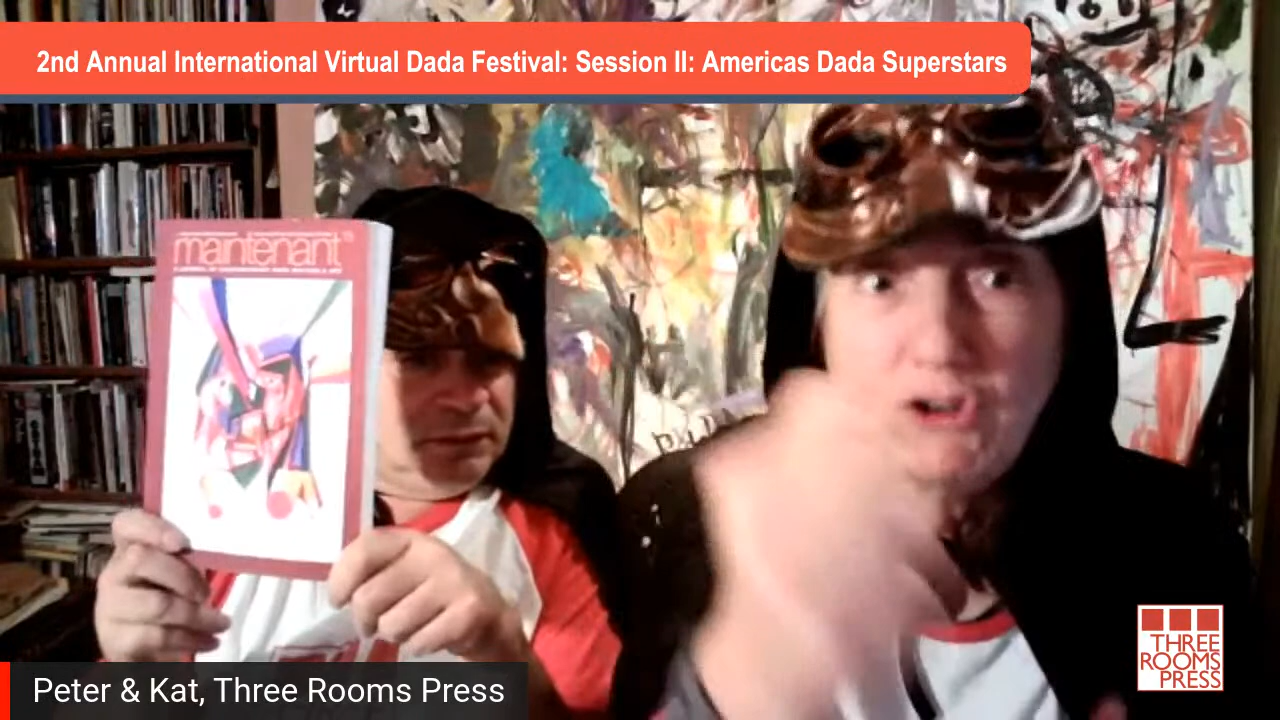 2nd Annual International Virtual Dada Festival: Session II: Americas Dada Superstars
maintenant
Peter & Kat, Three Rooms Press
THREE
ROOMS
PRESS